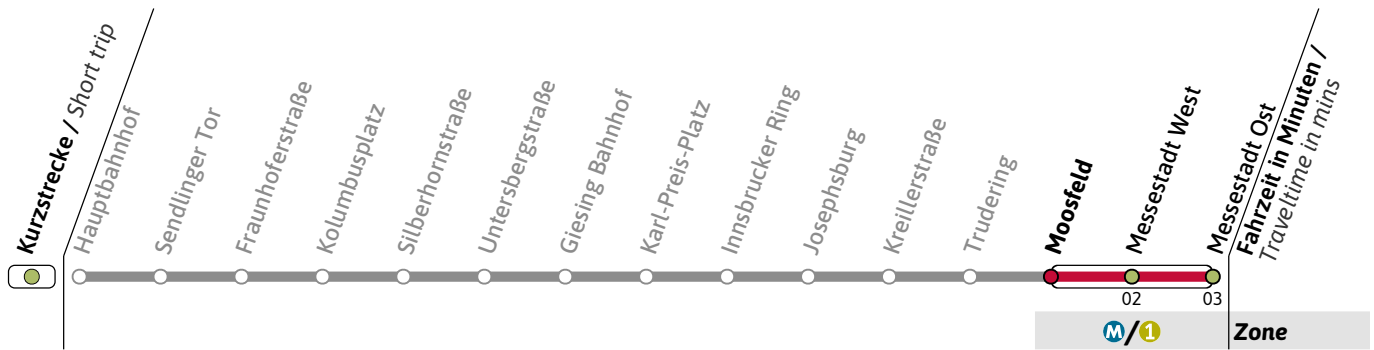 Kurzstrecke / Short trip
Hauptbahnhof
Sendlinger Tor
Fraunhoferstraße
Kolumbusplatz
Silberhornstraße
Untersbergstraße
Giesing Bahnhof
Karl-Preis-Platz
Innsbrucker Ring
Josephsburg
Kreillerstraße
Trudering
Moosfeld
Messestadt West
Messestadt Ost
Fahrzeit in Minuten /
Traveltime in mins
02 03
M/1 Zone